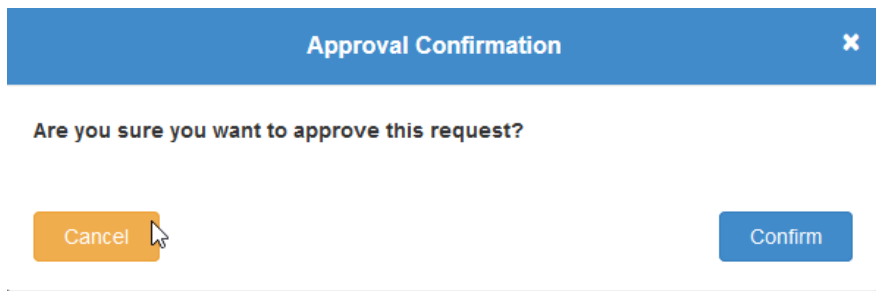 Approval Confirmation
Are you sure you want to approve this request?
Cancel
Confirm